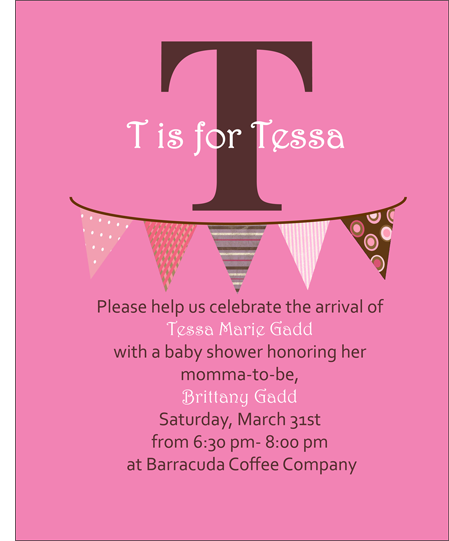 T
T is for Tessa
Please help us celebrate the arrival of
Tessa Marie Gadd
with a baby shower honoring her
momma-to-be,
Brittany Gadd
Saturday, March 31st
from 6:30 pm- 8:00 pm
at Barracuda Coffee Company